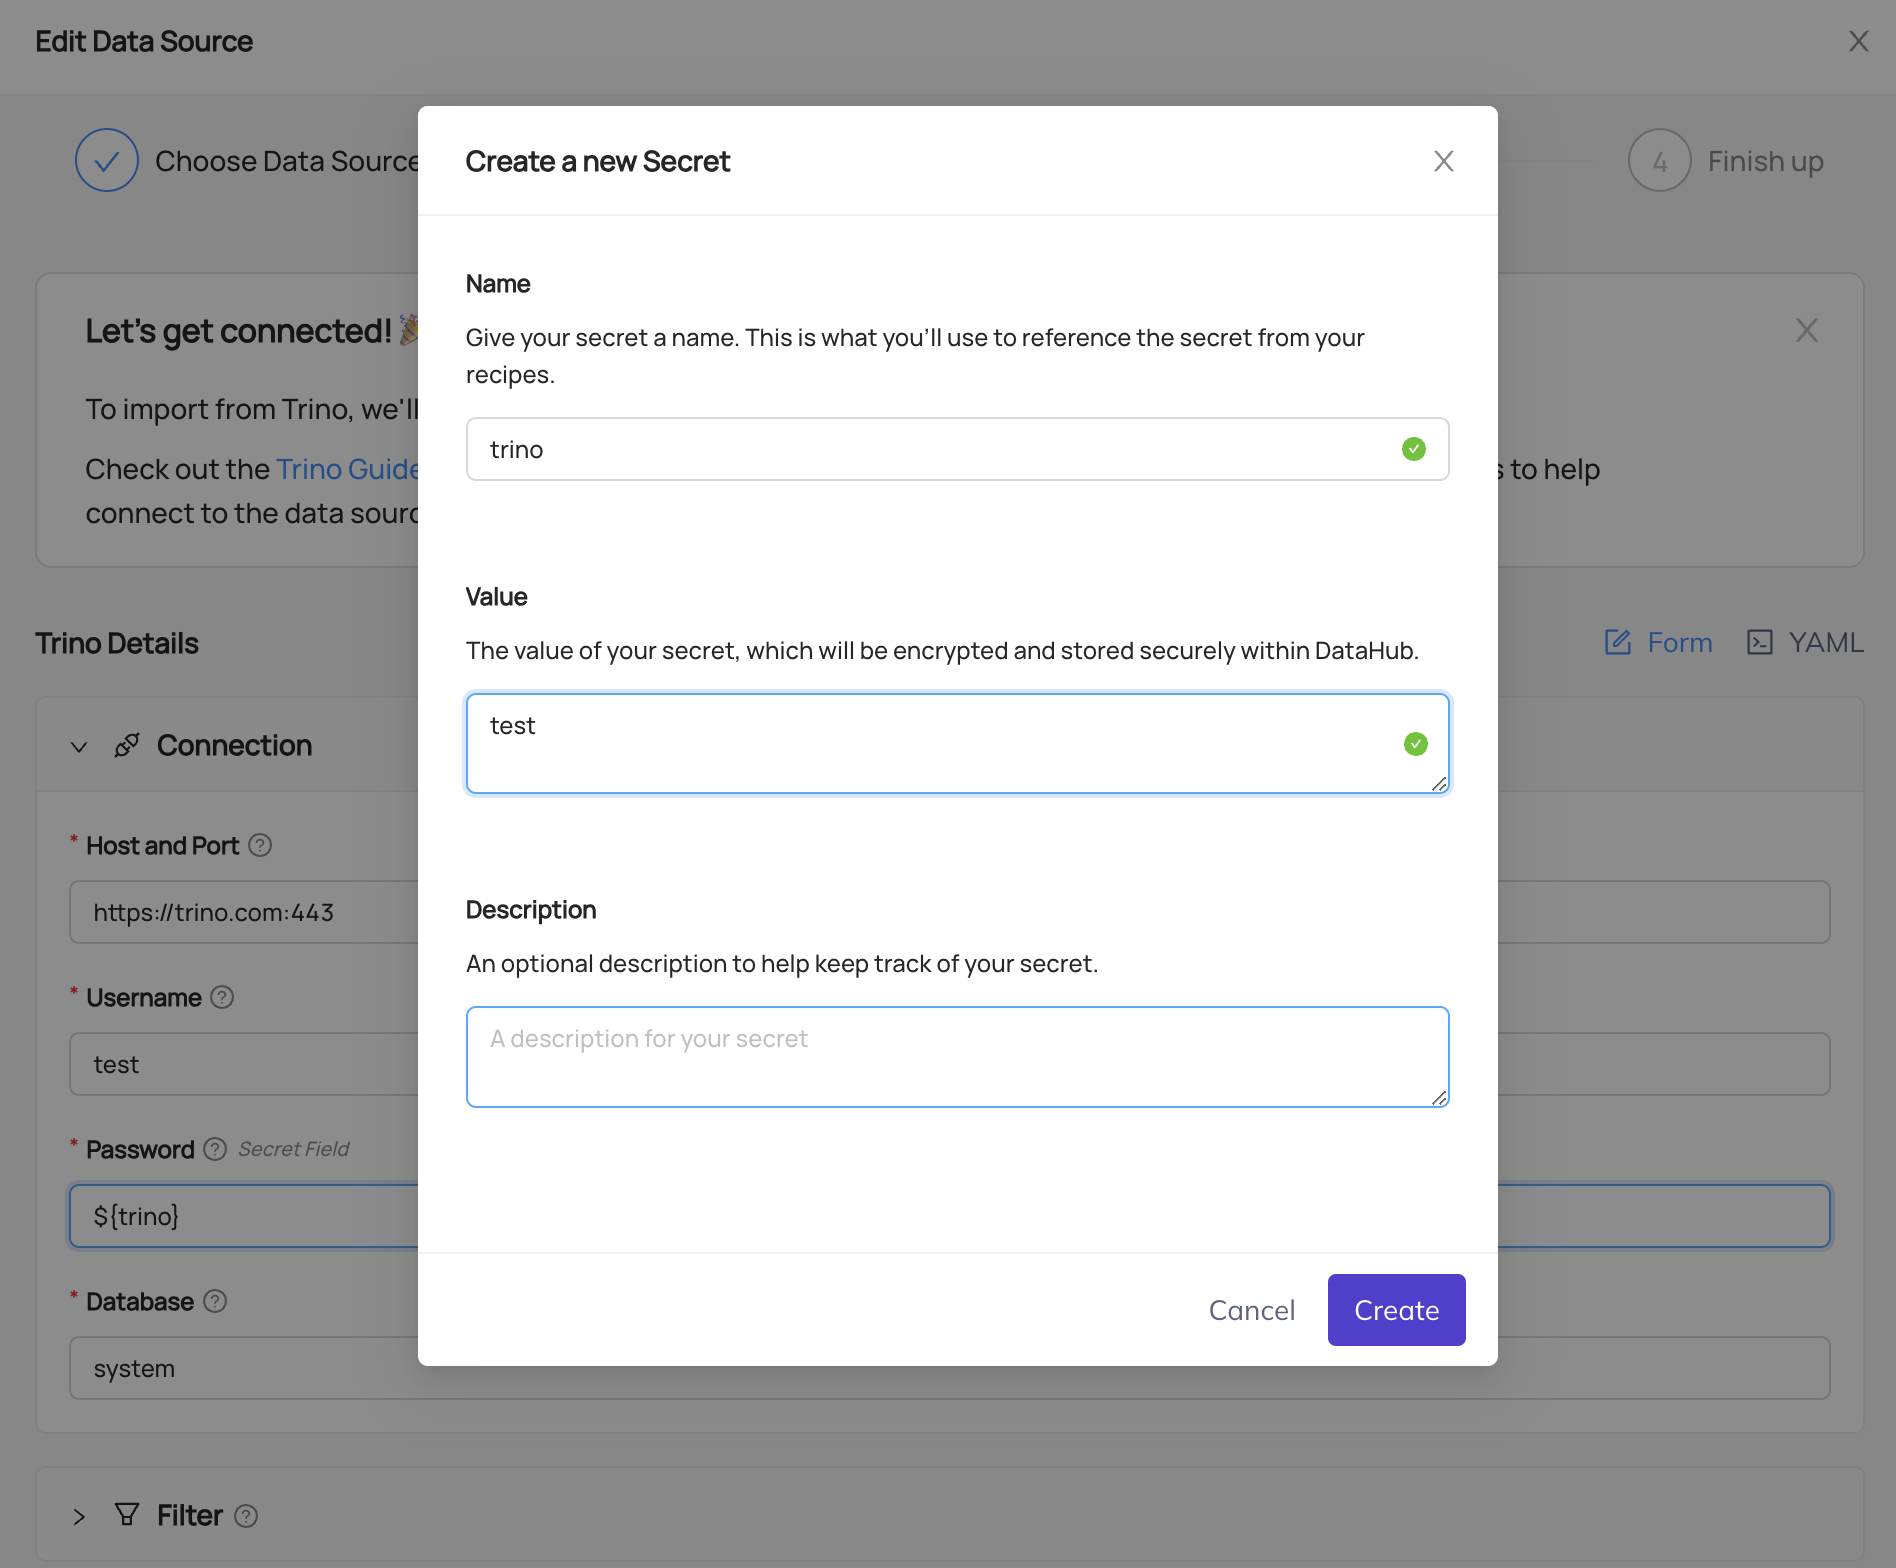 Edit Data Source
Choose Data Source
4 Finish up
Let's get connected! 🎉
To import from Trino, we'll
Check out the Trino Guide
s to help
connect to the data sourc
Trino Details
Form
YAML
Connection
* Host and Port ?
https://trino.com:443
* Username ?
test
* Password ? Secret Field
${trino}
* Database ?
system
Filter ?
Create a new Secret
Name
Give your secret a name. This is what you'll use to reference the secret from your
recipes.
trino
Value
The value of your secret, which will be encrypted and stored securely within DataHub.
test
Description
An optional description to help keep track of your secret.
A description for your secret
Cancel
Create